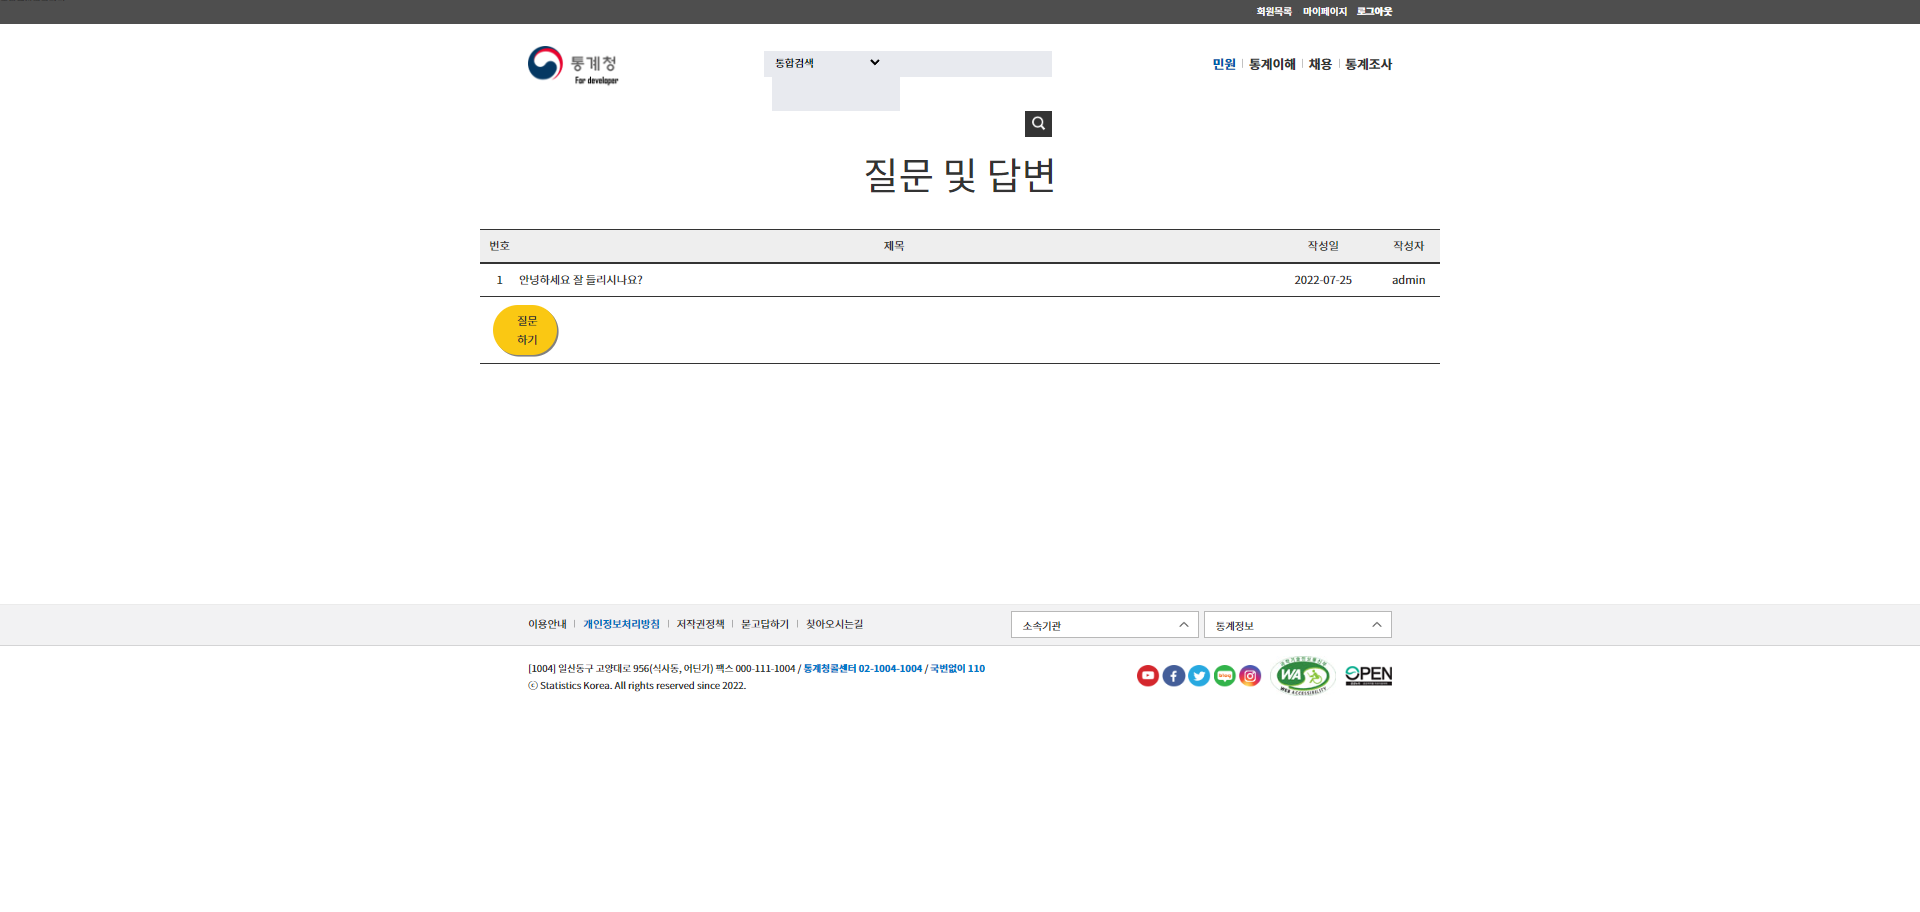 회원목록 마이페이지 로그아웃
통계청
For developer
통합검색
민원 통계이해 채용 통계조사
질문 및 답변
번호 제목 작성일 작성자
1 안녕하세요 잘 들리시나요? 2022-07-25 admin
질문
하기
이용안내 개인정보처리방침 저작권정책 묻고답하기 찾아오시는길
소속기관 통계정보
[1004] 일산동구 고양대로 956(식사동, 어딘가) 팩스 000-111-1004 / 통계청콜센터 02-1004-1004 / 국번없이 110
ⓒ Statistics Korea. All rights reserved since 2022.
WA
WEB ACCESSIBILITY
OPEN